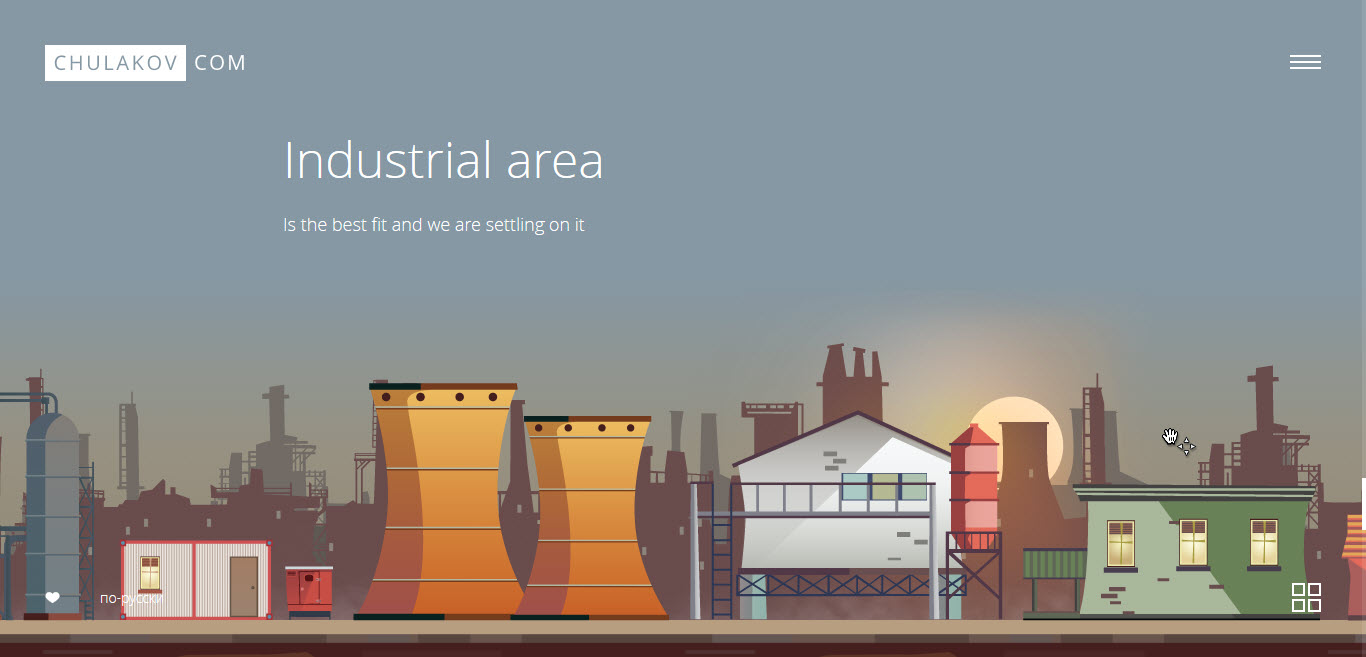 CHULAKOV COM
Industrial area
Is the best fit and we are settling on it
по-русски